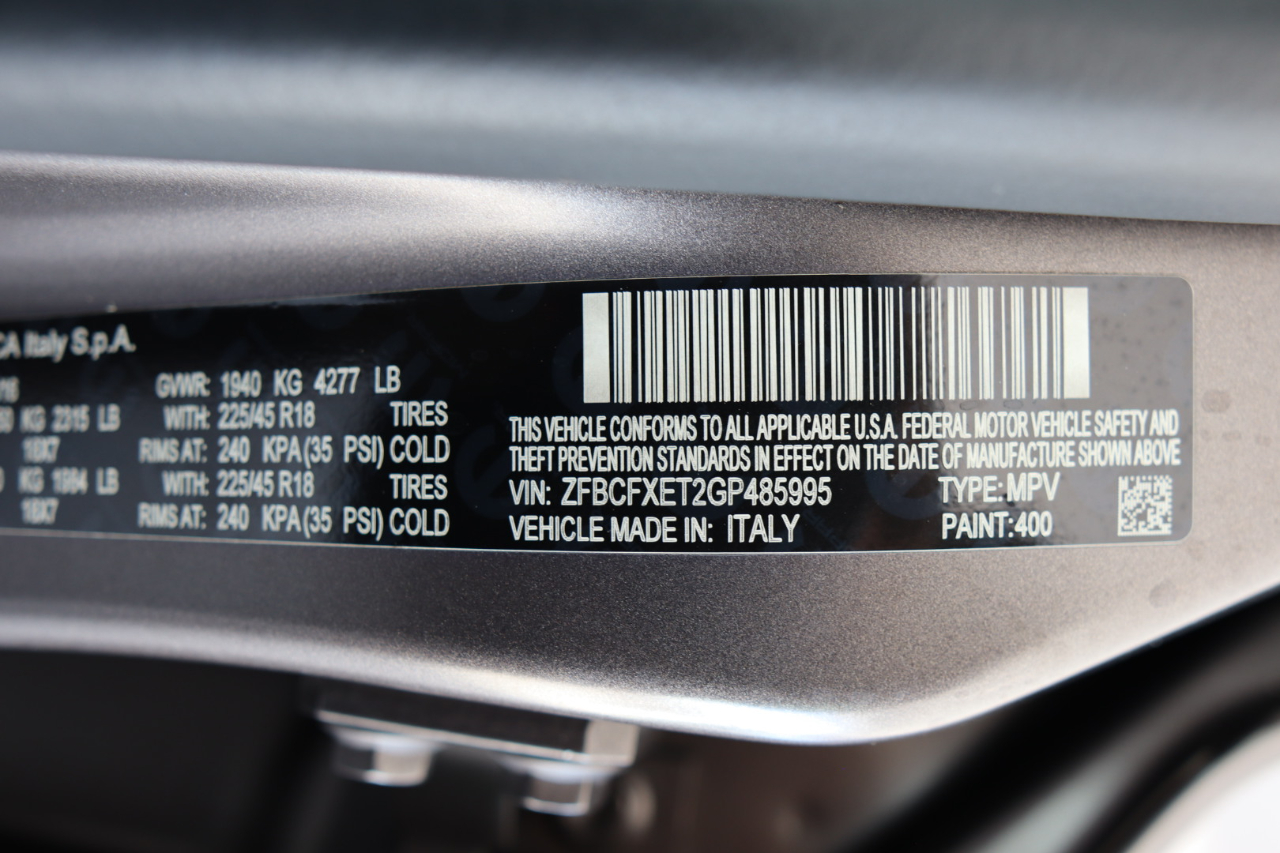 CA Italy S.p.A.
016
GVWR: 1940 KG 4277 LB
50 KG 2315 LB WITH: 225/45 R18 TIRES
18X7 RIMS AT: 240 KPA(35 PSI) COLD
0 KG 1984 LB WITH: 225/45 R18 TIRES
18X7 RIMS AT: 240 KPA(35 PSI) COLD
THIS VEHICLE CONFORMS TO ALL APPLICABLE U.S.A. FEDERAL MOTOR VEHICLE SAFETY AND
THEFT PREVENTION STANDARDS IN EFFECT ON THE DATE OF MANUFACTURE SHOWN ABOVE
VIN: ZFBCFXET2GP485995 TYPE: MPV
VEHICLE MADE IN: ITALY PAINT:400